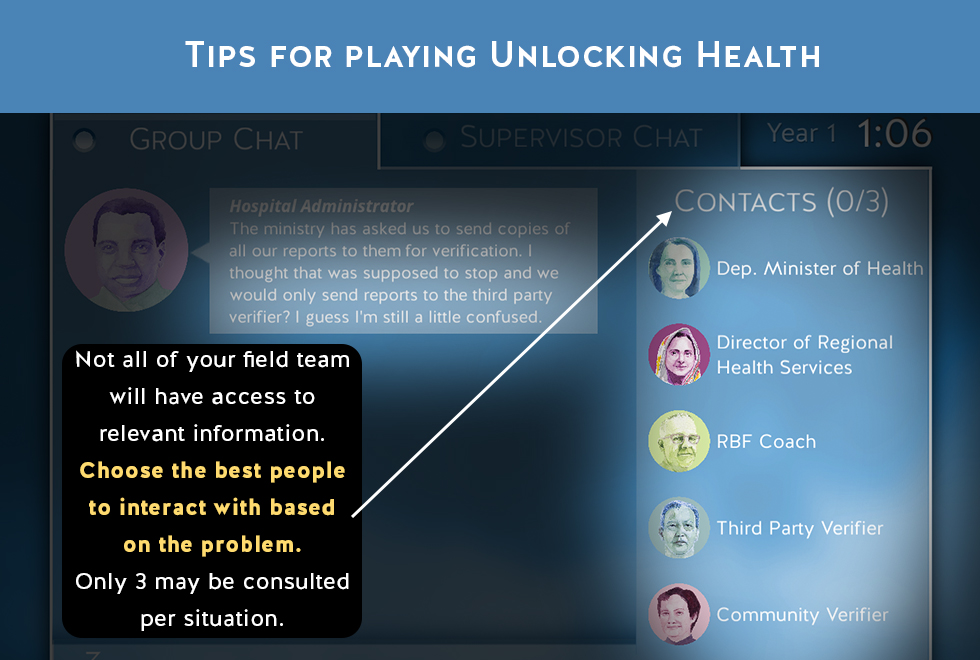 Tips for playing Unlocking Health
Group Chat
Supervisor Chat
Year 1 1:06
Hospital Administrator
The ministry has asked us to send copies of
all our reports to them for verification. I
thought that was supposed to stop and we
would only send reports to the third party
verifier? I guess I'm still a little confused.
Not all of your field team
will have access to
relevant information.
Choose the best people
to interact with based
on the problem.
Only 3 may be consulted
per situation.
Contacts (0/3)
Dep. Minister of Health
Director of Regional
Health Services
RBF Coach
Third Party Verifier
Community Verifier